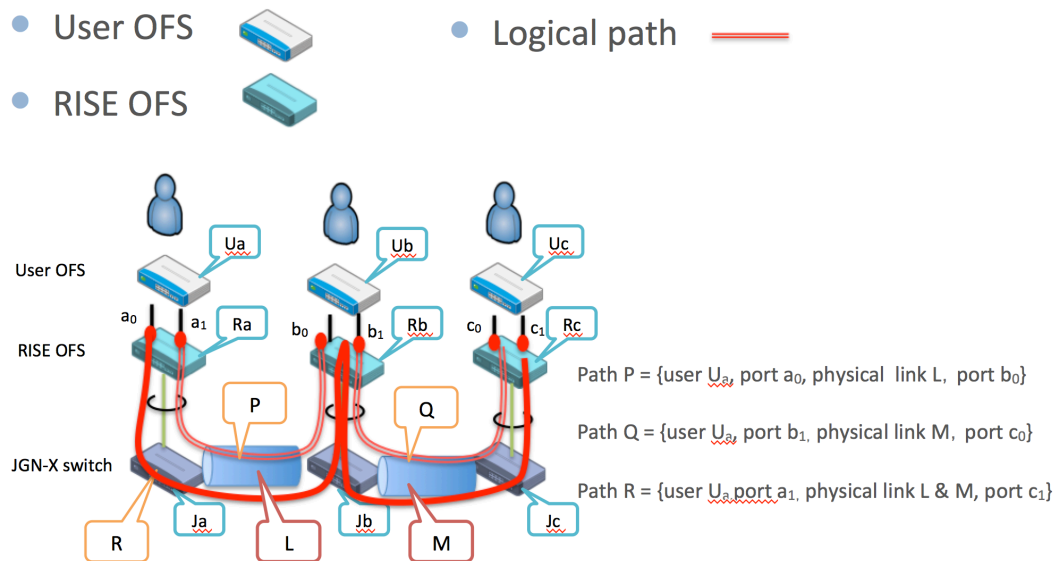 User OFS
Logical path
RISE OFS
Ua
Ub
Uc
User OFS
a₀
a₁
Ra
b₀
b₁
Rb
c₀
c₁
Rc
RISE OFS
Path P = {user Uₐ, port a₀, physical link L, port b₀}
P
Q
Path Q = {user Uₐ, port b₁, physical link M, port c₀}
JGN-X switch
Path R = {user Uₐ,port a₁, physical link L & M, port c₁}
Ja
Jb
Jc
R
L
M